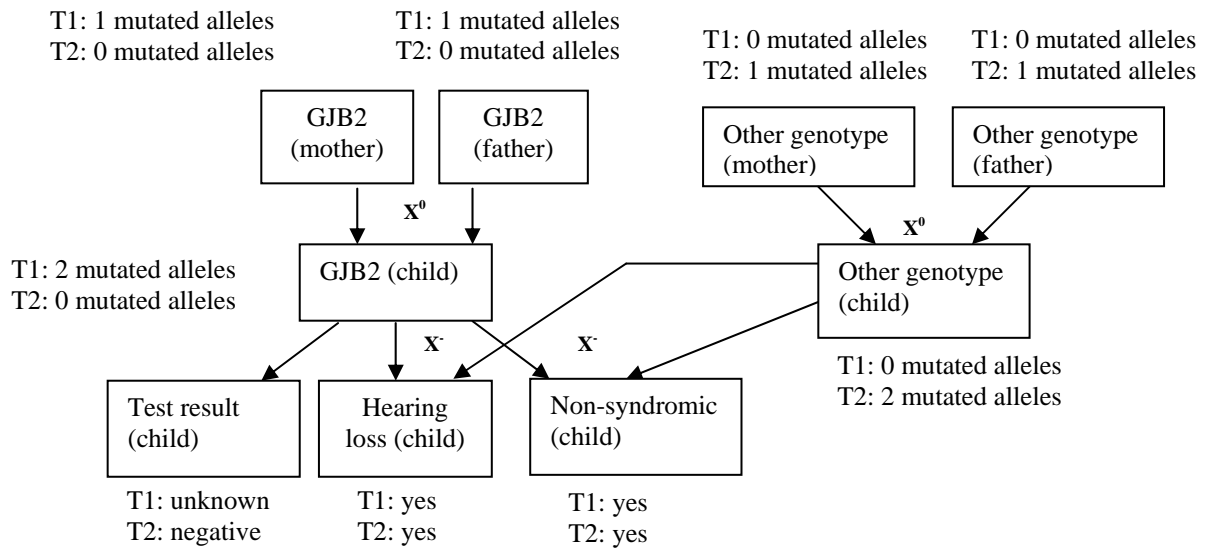 T1: 1 mutated alleles
T2: 0 mutated alleles
T1: 1 mutated alleles
T2: 0 mutated alleles
T1: 0 mutated alleles
T2: 1 mutated alleles
T1: 0 mutated alleles
T2: 1 mutated alleles
GJB2
(mother)
GJB2
(father)
Other genotype
(mother)
Other genotype
(father)
X⁰
X⁰
T1: 2 mutated alleles
T2: 0 mutated alleles
GJB2 (child)
Other genotype
(child)
X⁻
X⁻
T1: 0 mutated alleles
T2: 2 mutated alleles
Test result
(child)
Hearing
loss (child)
Non-syndromic
(child)
T1: unknown
T2: negative
T1: yes
T2: yes
T1: yes
T2: yes